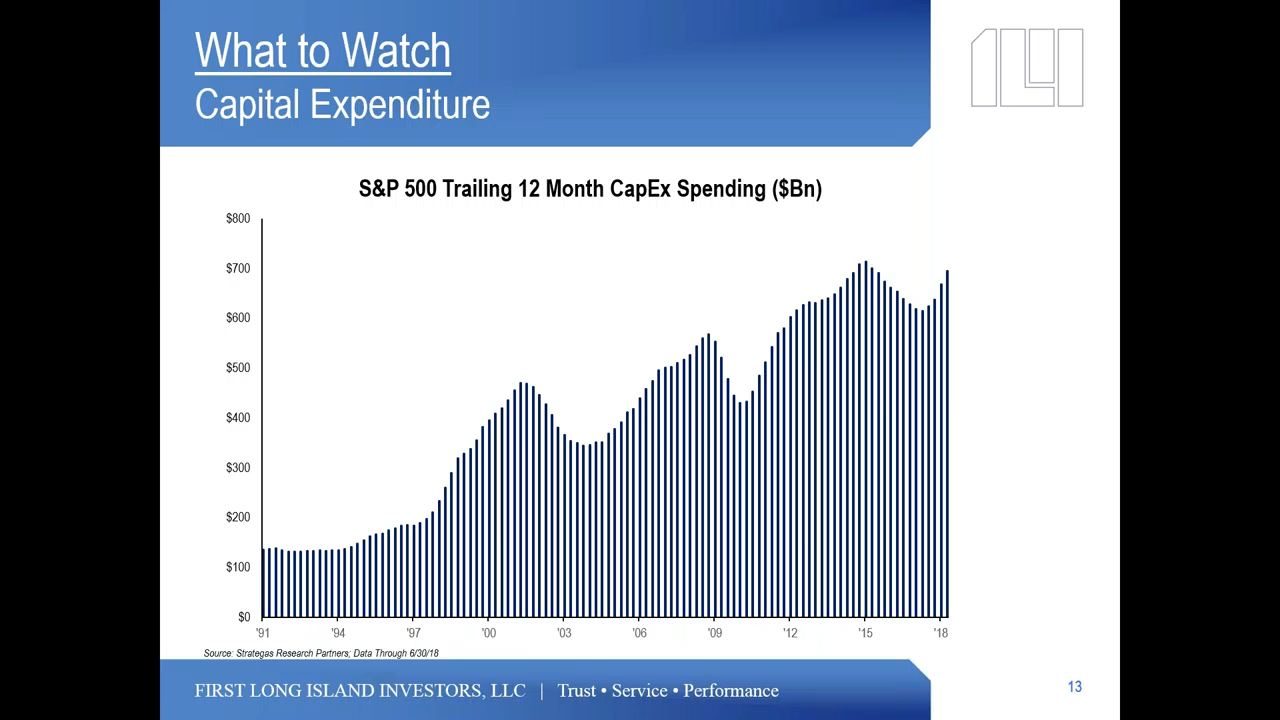 What to Watch
Capital Expenditure
S&P 500 Trailing 12 Month CapEx Spending ($Bn)
$800
$700
$600
$500
$400
$300
$200
$100
$0
'91 '94 '97 '00 '03 '06 '09 '12 '15 '18
Source: Strategas Research Partners; Data Through 6/30/18
FIRST LONG ISLAND INVESTORS, LLC | Trust • Service • Performance
13